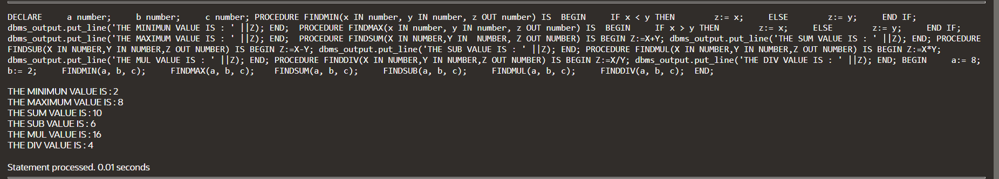 DECLARE     a number;     b number;     c number; PROCEDURE FINDMIN(x IN number, y IN number, z OUT number) IS  BEGIN     IF x < y THEN        z:= x;     ELSE        z:= y;     END IF;
dbms_output.put_line('THE MINIMUN VALUE IS : ' ||Z); END;  PROCEDURE FINDMAX(x IN number, y IN number, z OUT number) IS  BEGIN     IF x > y THEN        z:= x;     ELSE        z:= y;     END IF;
dbms_output.put_line('THE MAXIMUM VALUE IS : ' ||Z); END;  PROCEDURE FINDSUM(X IN NUMBER,Y IN  NUMBER, Z OUT NUMBER) IS BEGIN Z:=X+Y; dbms_output.put_line('THE SUM VALUE IS : ' ||Z); END; PROCEDURE
FINDSUB(X IN NUMBER,Y IN NUMBER,Z OUT NUMBER) IS BEGIN Z:=X-Y; dbms_output.put_line('THE SUB VALUE IS : ' ||Z); END; PROCEDURE FINDMUL(X IN NUMBER,Y IN NUMBER,Z OUT NUMBER) IS BEGIN Z:=X*Y;
dbms_output.put_line('THE MUL VALUE IS : ' ||Z); END; PROCEDURE FINDDIV(X IN NUMBER,Y IN NUMBER,Z OUT NUMBER) IS BEGIN Z:=X/Y; dbms_output.put_line('THE DIV VALUE IS : ' ||Z); END; BEGIN     a:= 8;
b:= 2;     FINDMIN(a, b, c);     FINDMAX(a, b, c);    FINDSUM(a, b, c);     FINDSUB(a, b, c);     FINDMUL(a, b, c);      FINDDIV(a, b, c);  END;
THE MINIMUN VALUE IS : 2
THE MAXIMUM VALUE IS : 8
THE SUM VALUE IS : 10
THE SUB VALUE IS : 6
THE MUL VALUE IS : 16
THE DIV VALUE IS : 4
Statement processed. 0.01 seconds